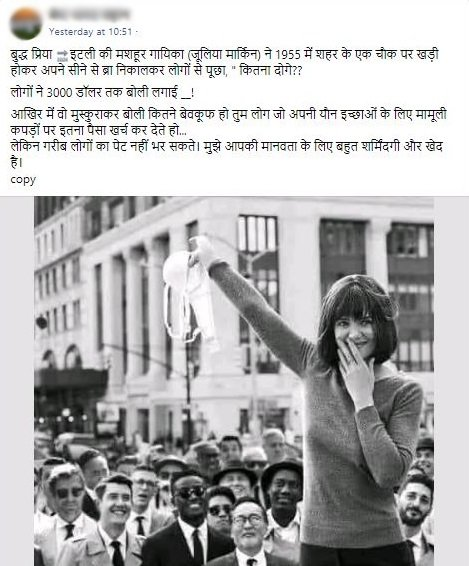 Yesterday at 10:51 ·
बुद्ध प्रिया ➡️इटली की मशहूर गायिका (जूलिया मार्किन) ने 1955 में शहर के एक चौक पर खड़ी
होकर अपने सीने से ब्रा निकालकर लोगों से पूछा, " कितना दोगे??
लोगों ने 3000 डॉलर तक बोली लगाई __!
आखिर में वो मुस्कुराकर बोली कितने बेवकूफ हो तुम लोग जो अपनी यौन इच्छाओं के लिए मामूली
कपड़ों पर इतना पैसा खर्च कर देते हो...
लेकिन गरीब लोगों का पेट नहीं भर सकते। मुझे आपकी मानवता के लिए बहुत शर्मिंदगी और खेद
है।
copy